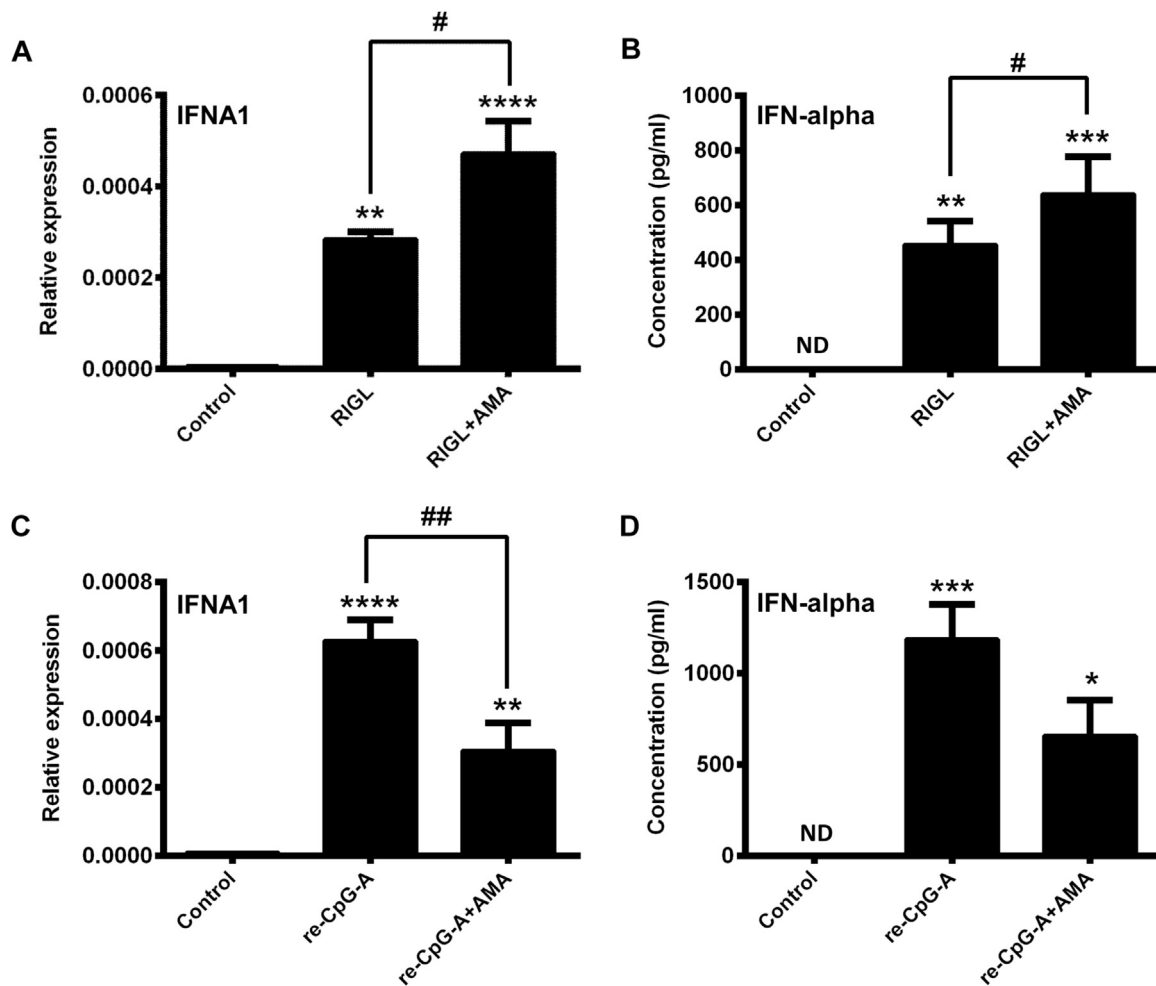 A
#
IFNA1
****
**
0.0006
0.0004
0.0002
0.0000
Relative expression
Control
RIGL
RIGL+AMA
B
#
IFN-alpha
***
**
ND
1000
800
600
400
200
0
Concentration (pg/ml)
Control
RIGL
RIGL+AMA
C
##
IFNA1
****
**
0.0008
0.0006
0.0004
0.0002
0.0000
Relative expression
Control
re-CpG-A
re-CpG-A+AMA
D
IFN-alpha
***
*
ND
1500
1000
500
0
Concentration (pg/ml)
Control
re-CpG-A
re-CpG-A+AMA